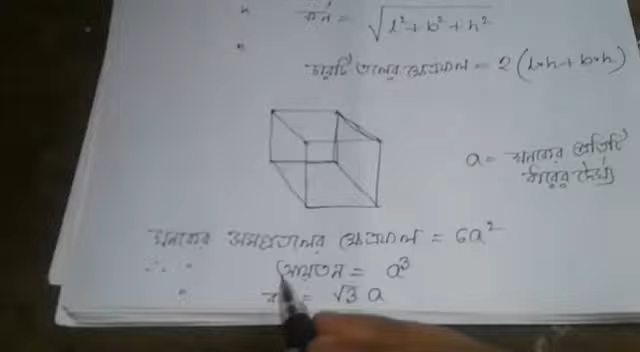 " কর্ণ = √l² + b² + h²
" চারটি তলের ক্ষেত্রফল = 2 (l×h + b×h)
a = ঘনকের প্রতিটি
ধারের দৈর্ঘ্য
ঘনকের সমগ্রতলের ক্ষেত্রফল = 6a²
∴ " আয়তন = a³
" = √3 a